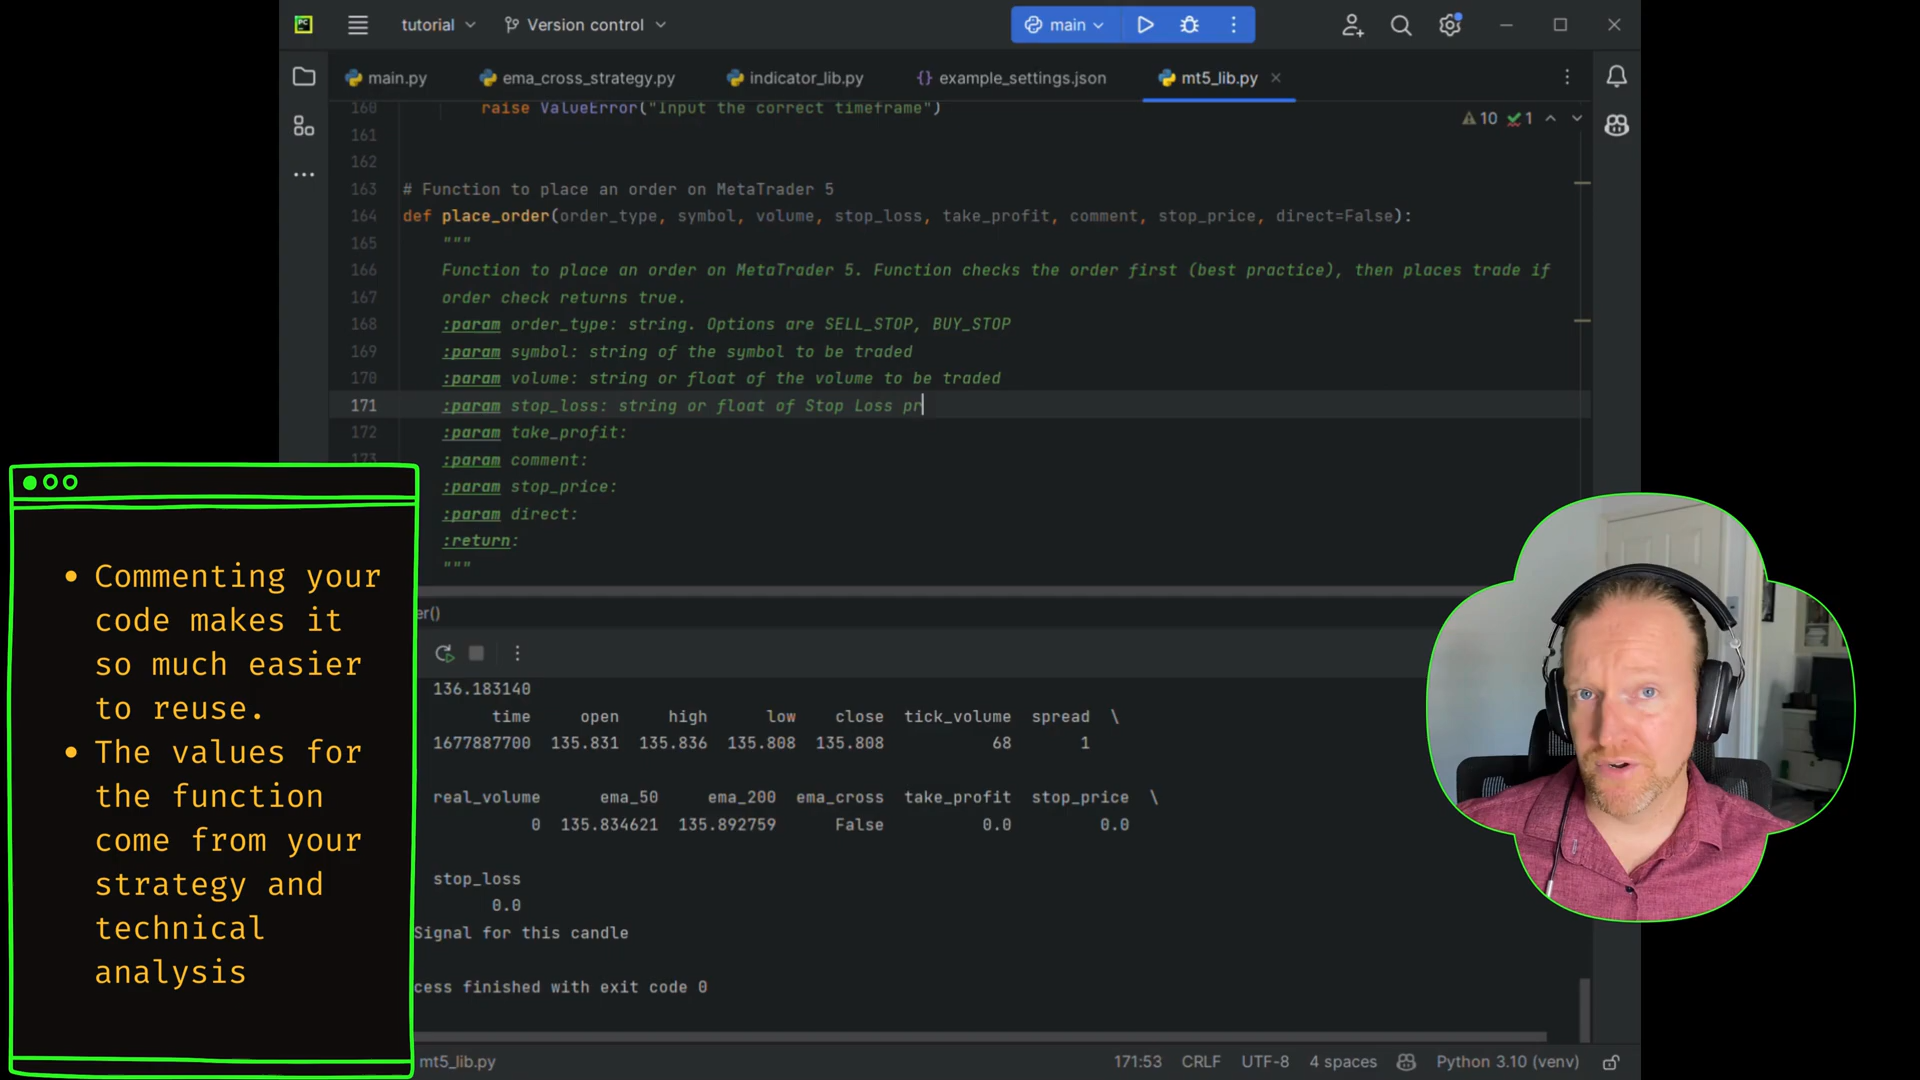 PC
tutorial
Version control
main
main.py
ema_cross_strategy.py
indicator_lib.py
{} example_settings.json
mt5_lib.py
10
1
160 raise ValueError("Input the correct timeframe")
161
162
163 # Function to place an order on MetaTrader 5
164 def place_order(order_type, symbol, volume, stop_loss, take_profit, comment, stop_price, direct=False):
165 """
166 Function to place an order on MetaTrader 5. Function checks the order first (best practice), then places trade if
167 order check returns true.
168 :param order_type: string. Options are SELL_STOP, BUY_STOP
169 :param symbol: string of the symbol to be traded
170 :param volume: string or float of the volume to be traded
171 :param stop_loss: string or float of Stop Loss pr
172 :param take_profit:
173 :param comment:
:param stop_price:
:param direct:
:return:
"""
er()
136.183140
time open high low close tick_volume spread \
1677887700 135.831 135.836 135.808 135.808 68 1
real_volume ema_50 ema_200 ema_cross take_profit stop_price \
0 135.834621 135.892759 False 0.0 0.0
stop_loss
0.0
Signal for this candle
cess finished with exit code 0
• Commenting your
code makes it
so much easier
to reuse.
• The values for
the function
come from your
strategy and
technical
analysis
mt5_lib.py
171:53 CRLF UTF-8 4 spaces Python 3.10 (venv)